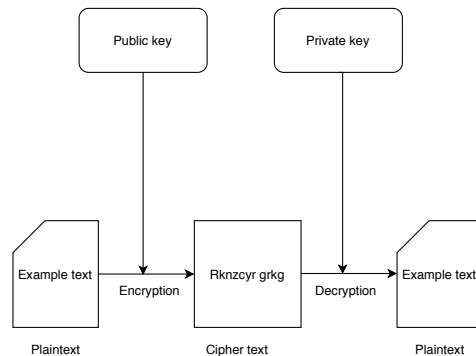 Public key
Private key
Example text
Rknzcyr grkg
Example text
Encryption
Decryption
Plaintext
Cipher text
Plaintext